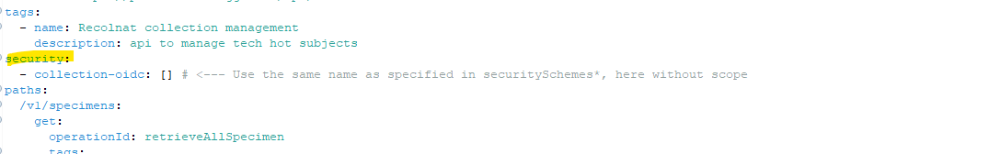 tags:
  - name: Recolnat collection management
    description: api to manage tech hot subjects
security:
  - collection-oidc: [] # <--- Use the same name as specified in securitySchemes*, here without scope
paths:
  /v1/specimens:
    get:
      operationId: retrieveAllSpecimen
      tags: